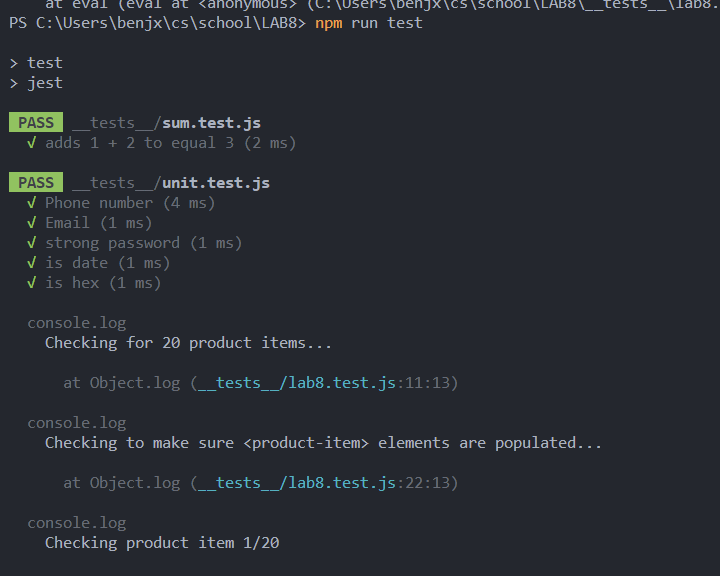 at eval (eval at <anonymous> (C:\Users\benjx\cs\school\LAB8\__tests__\lab8.
PS C:\Users\benjx\cs\school\LAB8> npm run test
> test
> jest
PASS __tests__/sum.test.js
√ adds 1 + 2 to equal 3 (2 ms)
PASS __tests__/unit.test.js
√ Phone number (4 ms)
√ Email (1 ms)
√ strong password (1 ms)
√ is date (1 ms)
√ is hex (1 ms)
console.log
Checking for 20 product items...
at Object.log (__tests__/lab8.test.js:11:13)
console.log
Checking to make sure <product-item> elements are populated...
at Object.log (__tests__/lab8.test.js:22:13)
console.log
Checking product item 1/20